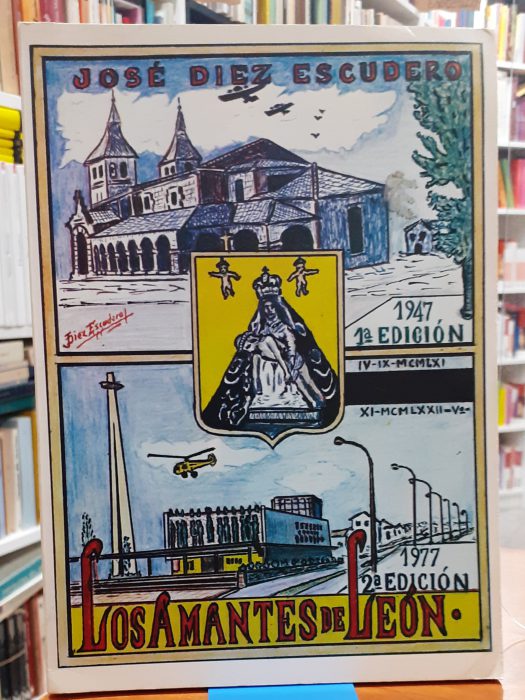 JOSÉ DIEZ ESCUDERO
1947
1ª EDICIÓN
Diez Escudero
IV-IX-MCMLXI
XI-MCMLXXII-V2-
1977
2ª EDICIÓN
LOS AMANTES DE LEÓN.